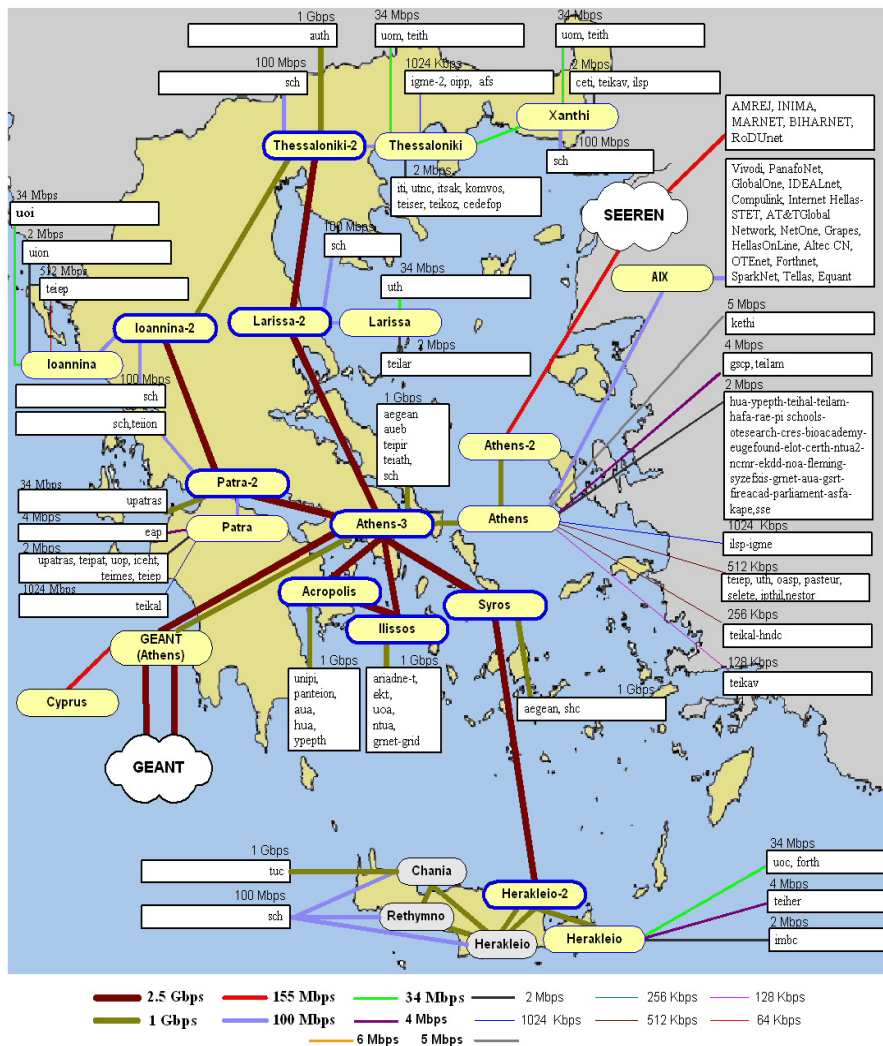 1 Gbps
auth
34 Mbps
uom, teith
34 Mbps
uom, teith
100 Mbps
sch
1024 Kbps
igme-2, oipp, afs
2 Mbps
ceti, teikav, ilsp
Xanthi
Thessaloniki-2
Thessaloniki
100 Mbps
sch
2 Mbps
iti, utnc, itsak, komvos,
teiser, teikoz, cedefop
AMREJ, INIMA,
MARNET, BIHARNET,
RoDUnet
SEEREN
Vivodi, PanafoNet,
GlobalOne, IDEALnet,
Compulink, Internet Hellas-
STET, AT&TGlobal
Network, NetOne, Grapes,
HellasOnLine, Altec CN,
OTEnet, Forthnet,
SparkNet, Tellas, Equant
AIX
34 Mbps
uoi
2 Mbps
uion
512 Mbps
teiep
100 Mbps
sch
34 Mbps
uth
Ioannina-2
Larissa-2
Larissa
Ioannina
2 Mbps
teilar
5 Mbps
kethi
4 Mbps
gscp, teilam
2 Mbps
hua-ypepth-teihal-teilam-
hafa-rae-pi schools-
otesearch-cres-bioacademy-
eugefound-elot-certh-ntua2-
ncmr-ekdd-noa-fleming-
syzefxis-grnet-aua-gsrt-
fireacad-parliament-asfa-
kape,sse
100 Mbps
sch
sch,teiion
1 Gbps
aegean
aueb
teipir
teiath,
sch
Athens-2
Patra-2
34 Mbps
upatras
Patra
Athens-3
Athens
4 Mbps
eap
2 Mbps
upatras, teipat, uop, iceht,
teimes, teiep
1024 Mbps
teikal
1024 Kbps
ilsp-igme
512 Kbps
teiep, uth, oasp, pasteur,
selete, ipthil,nestor
256 Kbps
teikal-hndc
128 Kbps
teikav
Acropolis
Ilissos
Syros
GEANT
(Athens)
Cyprus
GEANT
1 Gbps
unipi,
panteion,
aua,
hua,
ypepth
1 Gbps
ariadne-t,
ekt,
uoa,
ntua,
grnet-grid
1 Gbps
aegean, shc
1 Gbps
tuc
Chania
100 Mbps
sch
Rethymno
Herakleio
Herakleio-2
Herakleio
34 Mbps
uoc, forth
4 Mbps
teiher
2 Mbps
imbc
2.5 Gbps 155 Mbps 34 Mbps 2 Mbps 256 Kbps 128 Kbps
1 Gbps 100 Mbps 4 Mbps 1024 Kbps 512 Kbps 64 Kbps
6 Mbps 5 Mbps